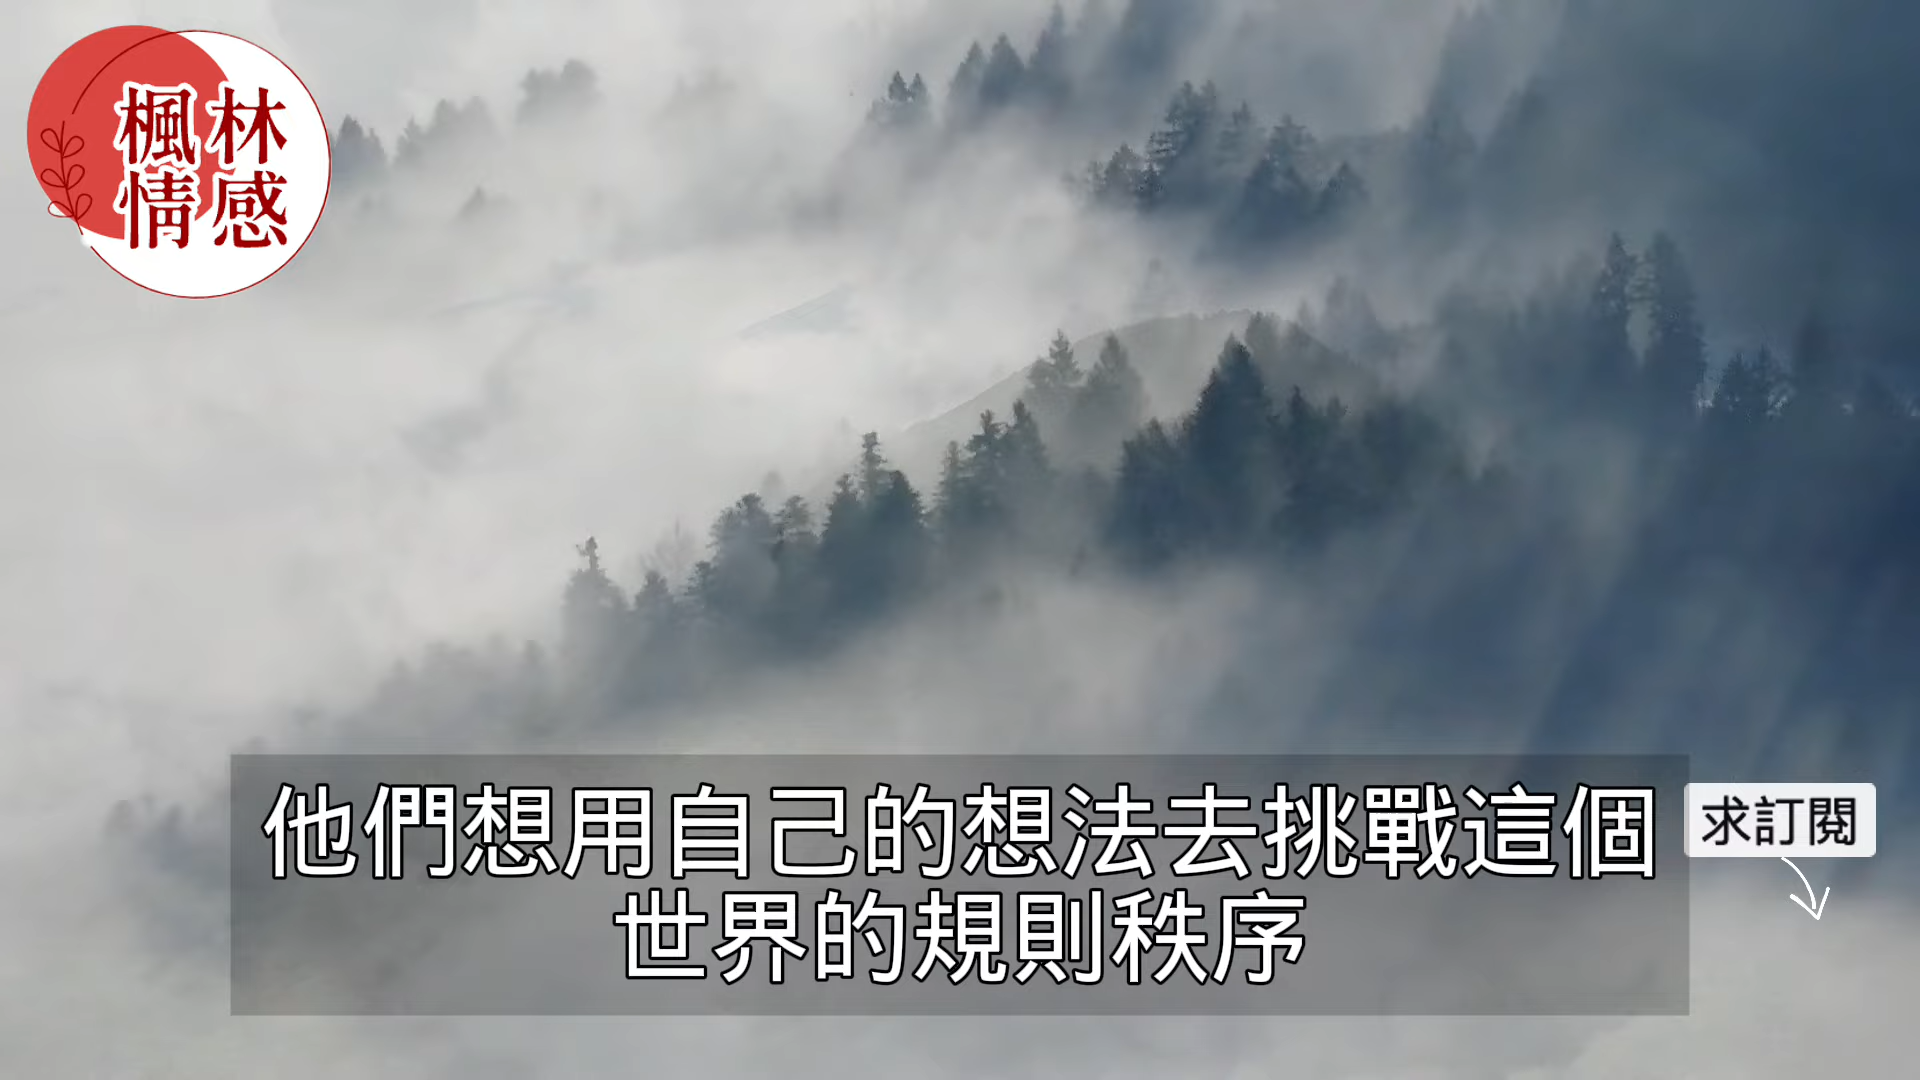 楓林
情感
他們想用自己的想法去挑戰這個
世界的規則秩序
求訂閱